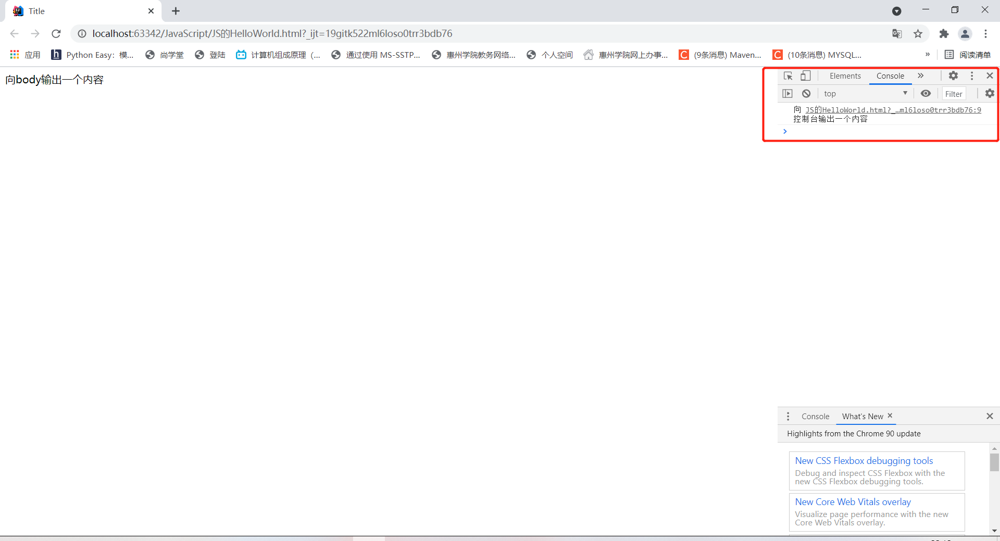 Title
localhost:63342/JavaScript/JS的HelloWorld.html?_ijt=19gitk522ml6loso0trr3bdb76
应用 Python Easy：模... 尚学堂 登陆 计算机组成原理（... 通过使用 MS-SSTP... 惠州学院教务网络... 个人空间 惠州学院网上办事... (9条消息) Maven... (10条消息) MYSQL... » 阅读清单
向body输出一个内容
Elements Console »
top Filter
向 JS的HelloWorld.html?_…ml6loso0trr3bdb76:9
控制台输出一个内容
Console What's New
Highlights from the Chrome 90 update
New CSS Flexbox debugging tools
Debug and inspect CSS Flexbox with the
new CSS Flexbox debugging tools.
New Core Web Vitals overlay
Visualize page performance with the new
Core Web Vitals overlay.